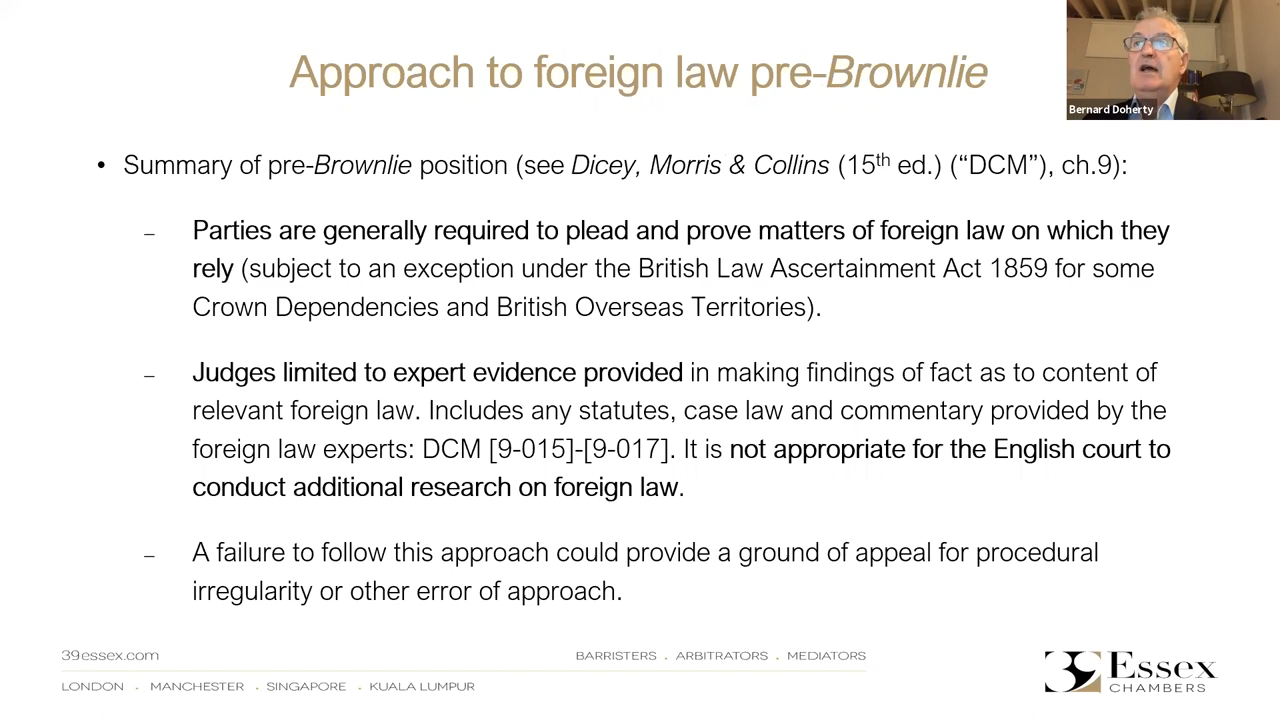 Approach to foreign law pre-Brownlie
Bernard Doherty
• Summary of pre-Brownlie position (see Dicey, Morris & Collins (15th ed.) (“DCM”), ch.9):
– Parties are generally required to plead and prove matters of foreign law on which they
rely (subject to an exception under the British Law Ascertainment Act 1859 for some
Crown Dependencies and British Overseas Territories).
– Judges limited to expert evidence provided in making findings of fact as to content of
relevant foreign law. Includes any statutes, case law and commentary provided by the
foreign law experts: DCM [9-015]-[9-017]. It is not appropriate for the English court to
conduct additional research on foreign law.
– A failure to follow this approach could provide a ground of appeal for procedural
irregularity or other error of approach.
39essex.com
BARRISTERS . ARBITRATORS . MEDIATORS
LONDON . MANCHESTER . SINGAPORE . KUALA LUMPUR
39 Essex
CHAMBERS